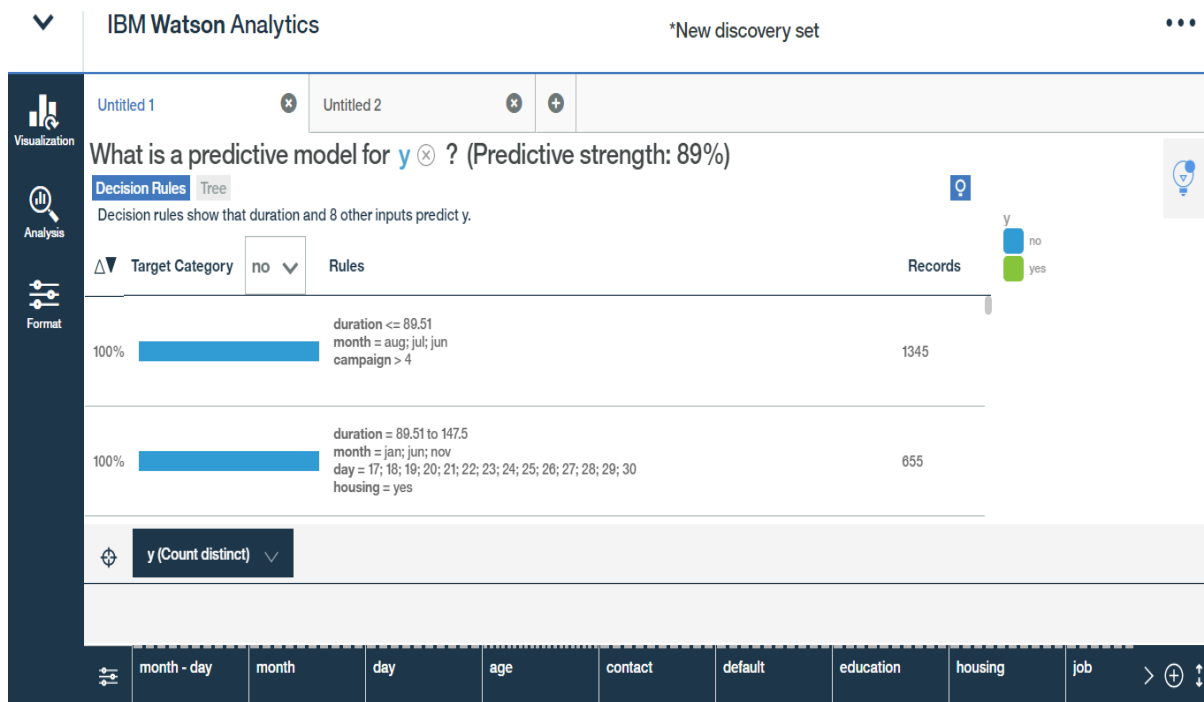 IBM Watson Analytics
*New discovery set
Visualization
Analysis
Format
Untitled 1
Untitled 2
What is a predictive model for y ? (Predictive strength: 89%)
Decision Rules Tree
Decision rules show that duration and 8 other inputs predict y.
Target Category no Rules Records
100%
duration <= 89.51
month = aug; jul; jun
campaign > 4
1345
100%
duration = 89.51 to 147.5
month = jan; jun; nov
day = 17; 18; 19; 20; 21; 22; 23; 24; 25; 26; 27; 28; 29; 30
housing = yes
655
y
no
yes
y (Count distinct)
month - day month day age contact default education housing job